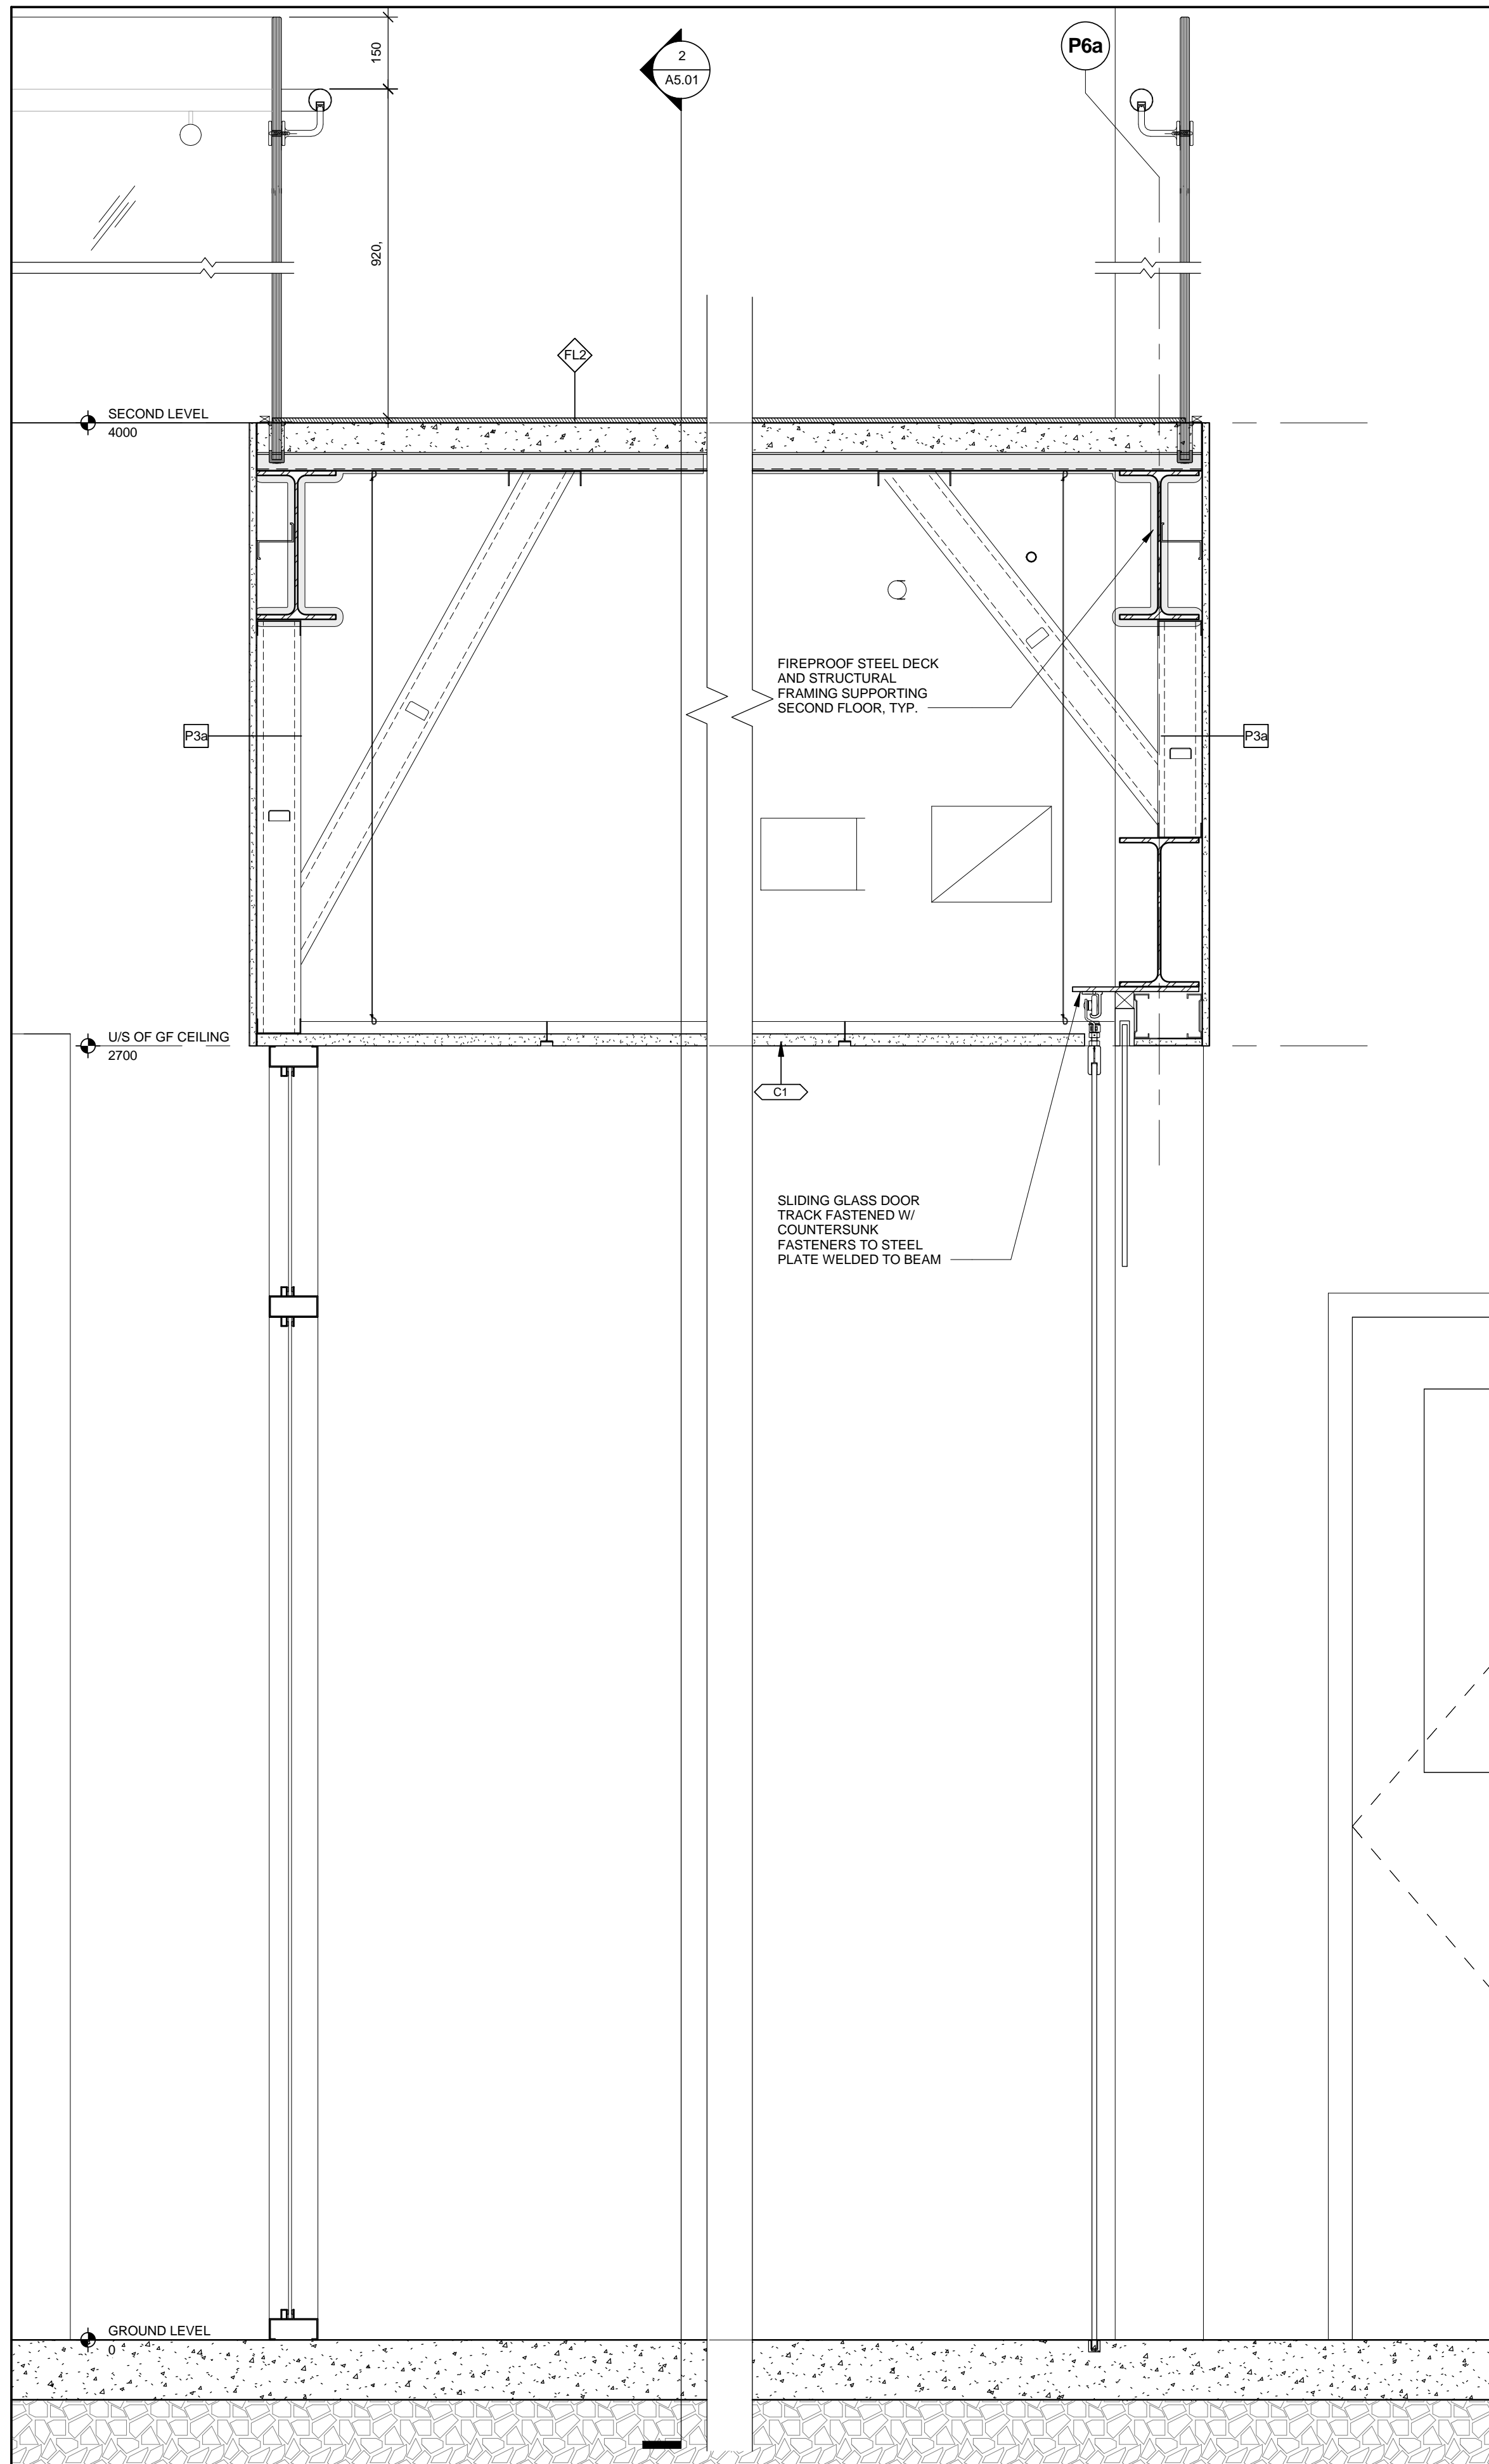 150
2
A5.01
P6a
920,
FL2
SECOND LEVEL
4000
FIREPROOF STEEL DECK
AND STRUCTURAL
FRAMING SUPPORTING
SECOND FLOOR, TYP.
P3a
P3a
U/S OF GF CEILING
2700
C1
SLIDING GLASS DOOR
TRACK FASTENED W/
COUNTERSUNK
FASTENERS TO STEEL
PLATE WELDED TO BEAM
GROUND LEVEL
0